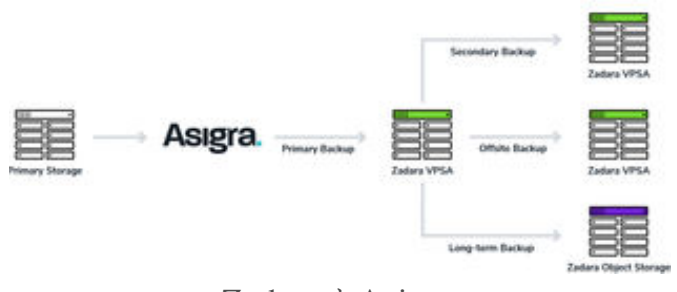 Secondary Backup
Zadara VPSA
Primary Storage
Asigra.
Primary Backup
Zadara VPSA
Offsite Backup
Zadara VPSA
Long-term Backup
Zadara Object Storage